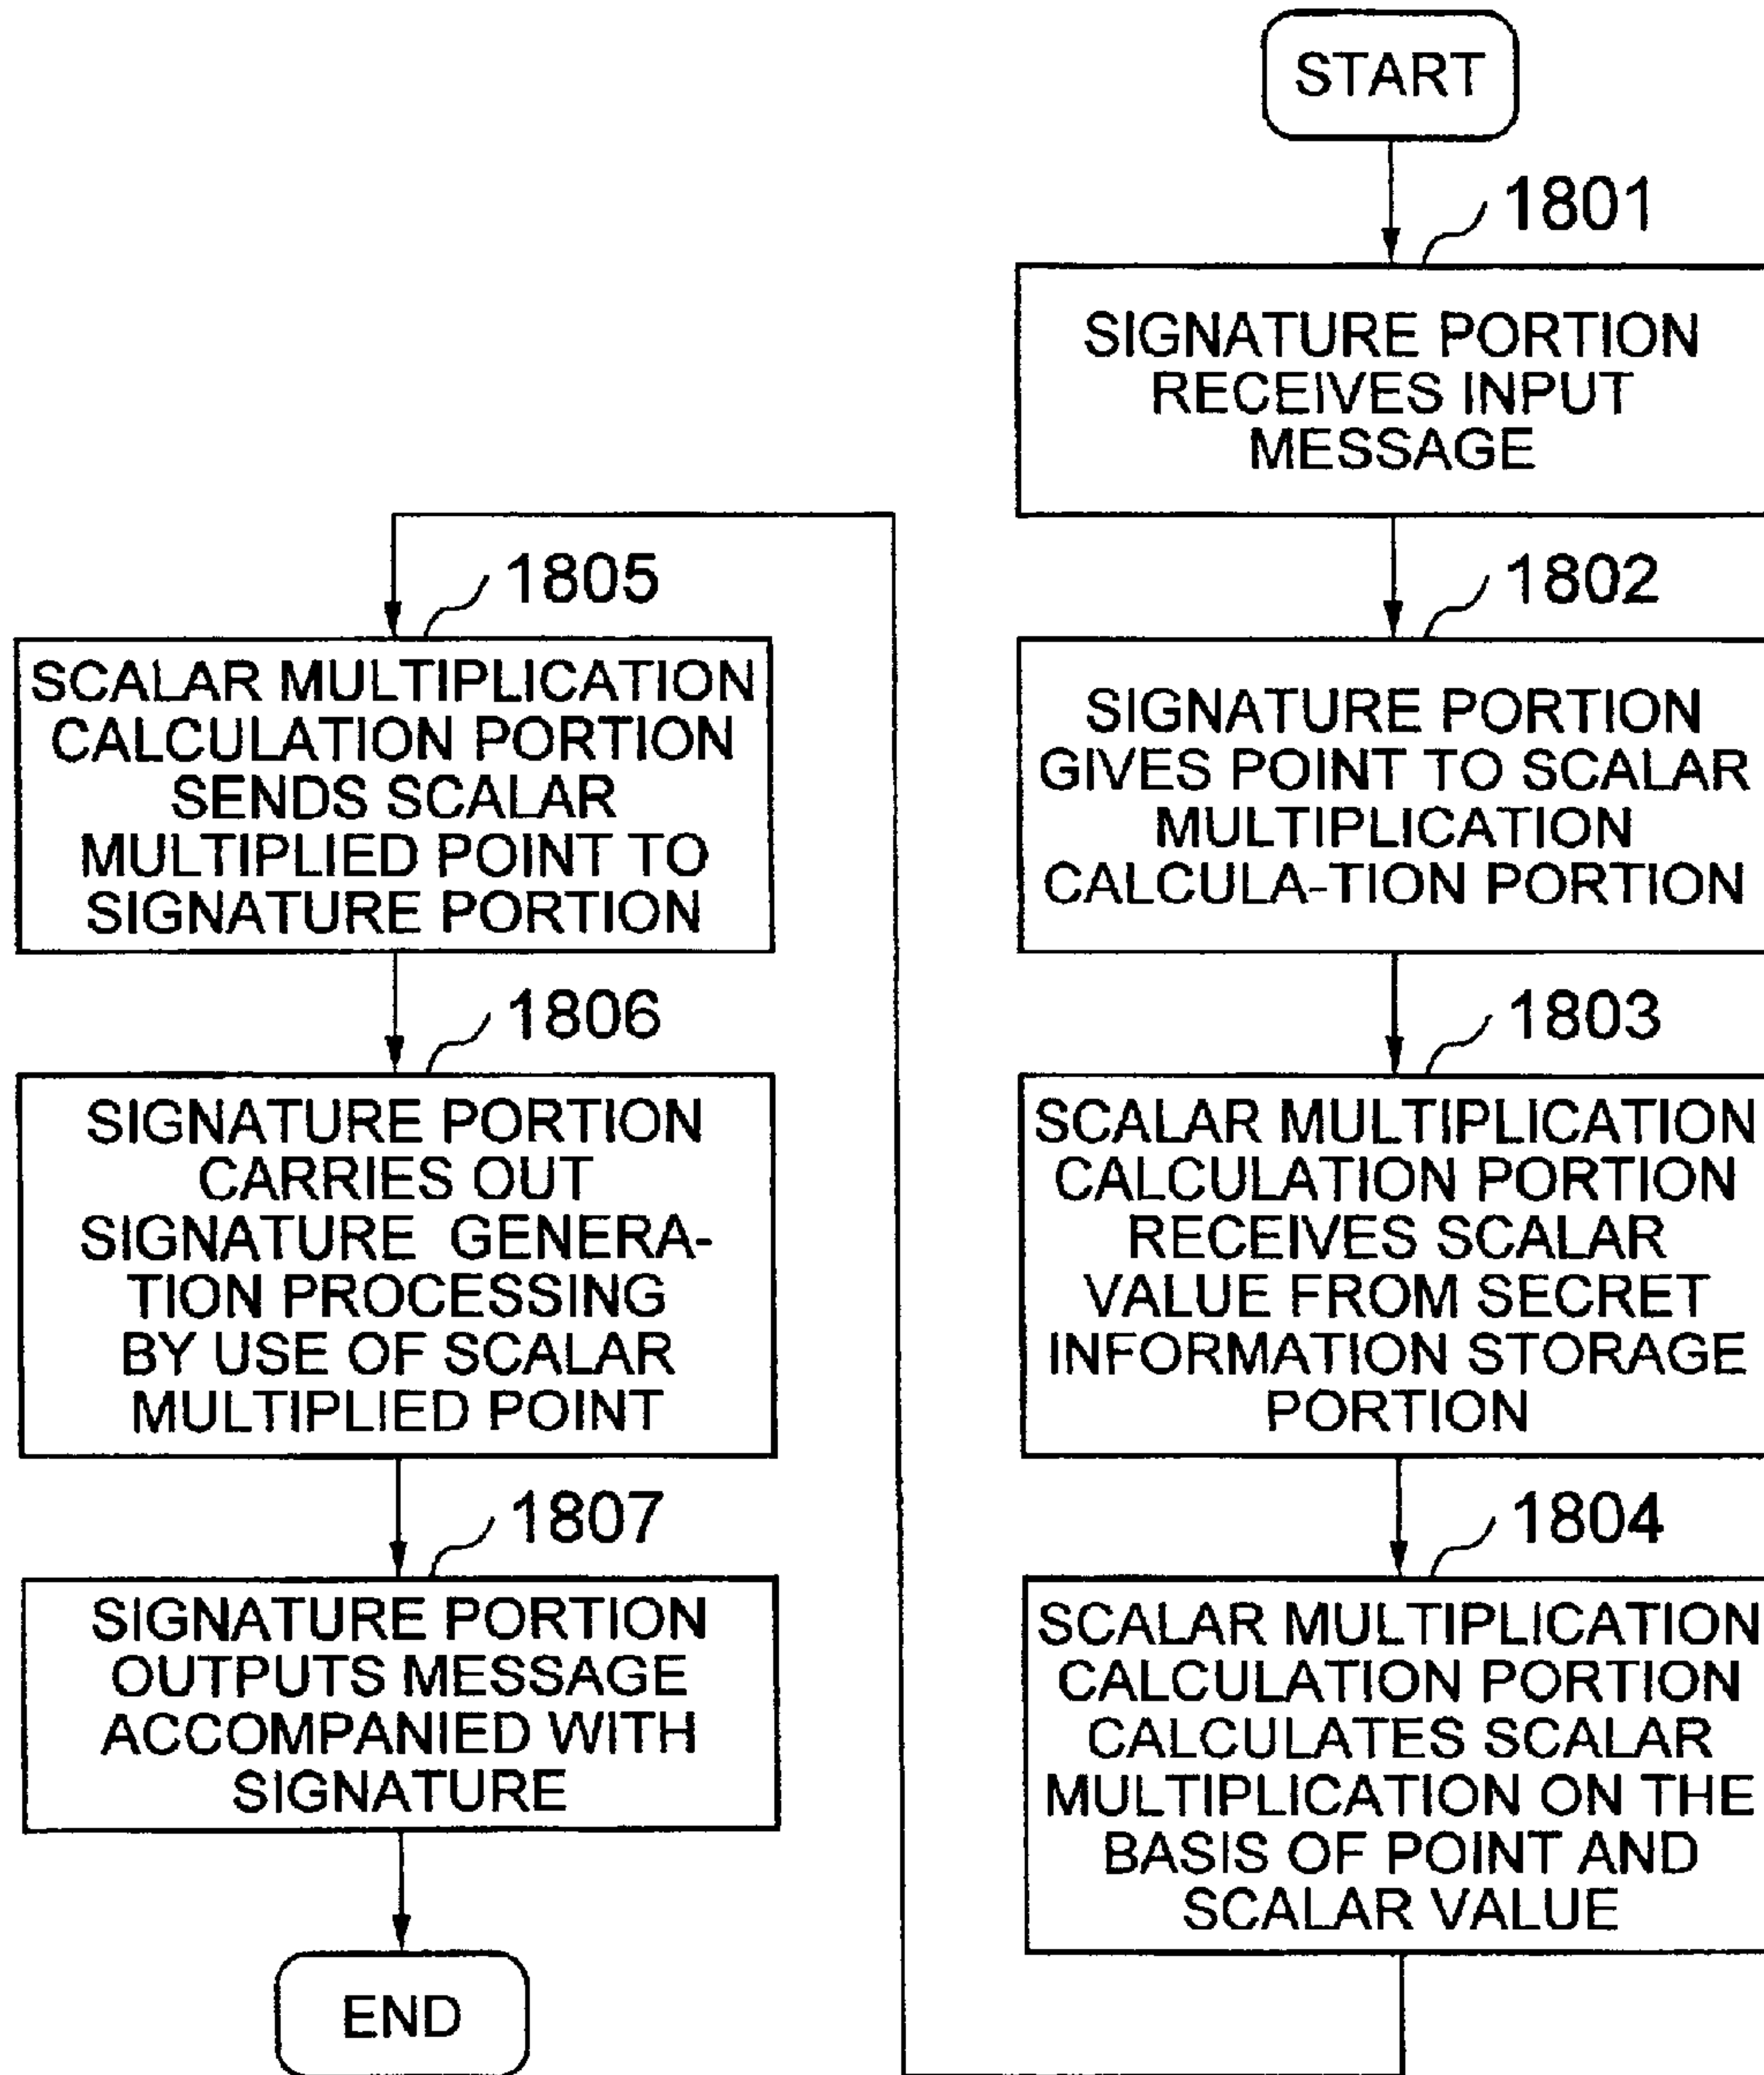 START
1801
SIGNATURE PORTION
RECEIVES INPUT
MESSAGE
1802
SIGNATURE PORTION
GIVES POINT TO SCALAR
MULTIPLICATION
CALCULA-TION PORTION
1803
SCALAR MULTIPLICATION
CALCULATION PORTION
RECEIVES SCALAR
VALUE FROM SECRET
INFORMATION STORAGE
PORTION
1804
SCALAR MULTIPLICATION
CALCULATION PORTION
CALCULATES SCALAR
MULTIPLICATION ON THE
BASIS OF POINT AND
SCALAR VALUE
1805
SCALAR MULTIPLICATION
CALCULATION PORTION
SENDS SCALAR
MULTIPLIED POINT TO
SIGNATURE PORTION
1806
SIGNATURE PORTION
CARRIES OUT
SIGNATURE GENERA-
TION PROCESSING
BY USE OF SCALAR
MULTIPLIED POINT
1807
SIGNATURE PORTION
OUTPUTS MESSAGE
ACCOMPANIED WITH
SIGNATURE
END